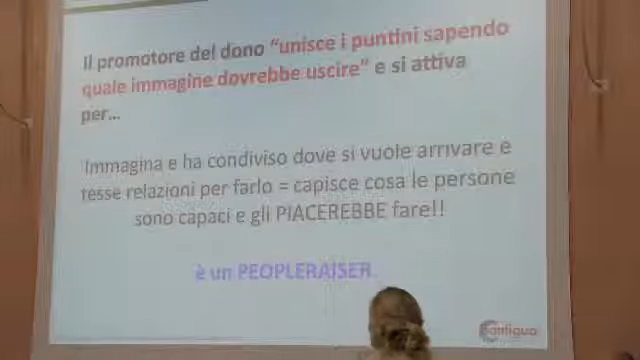 Il promotore del dono "unisce i puntini sapendo
quale immagine dovrebbe uscire" e si attiva
per...
Immagina e ha condiviso dove si vuole arrivare e
tesse relazioni per farlo = capisce cosa le persone
sono capaci e gli PIACEREBBE fare!!
è un PEOPLERAISER.